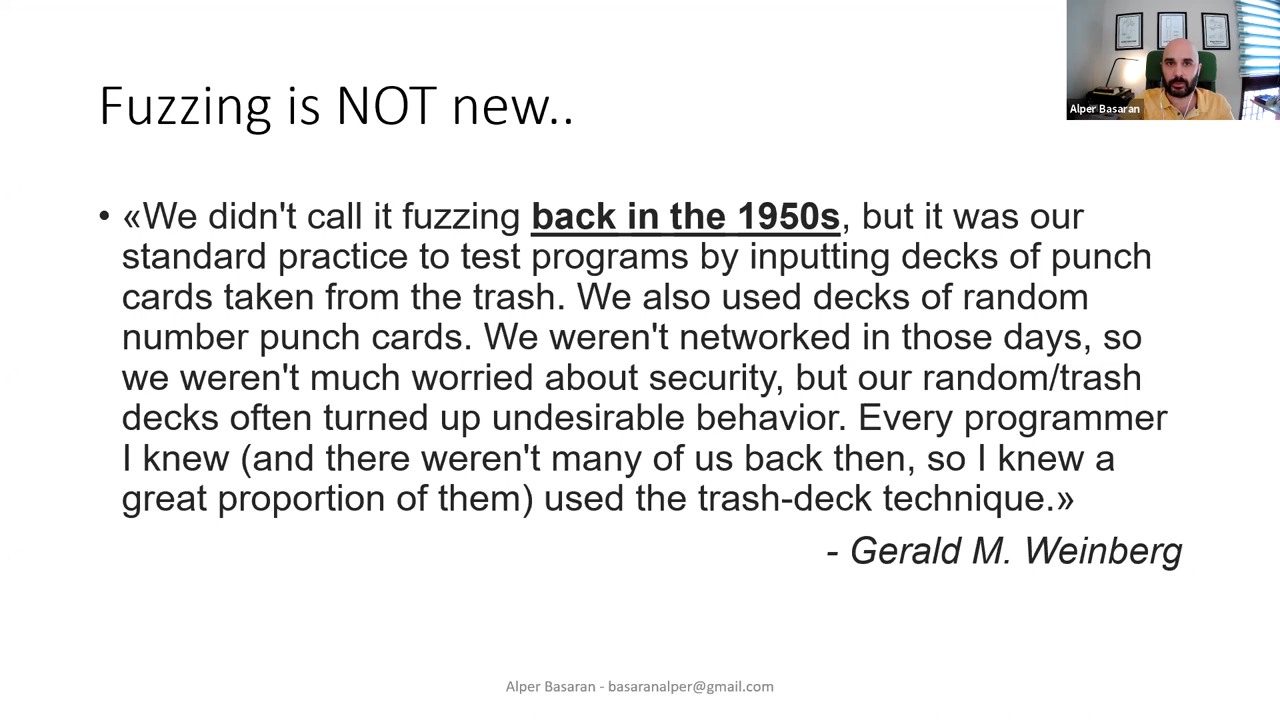 Fuzzing is NOT new..
Alper Basaran
• «We didn't call it fuzzing back in the 1950s, but it was our
standard practice to test programs by inputting decks of punch
cards taken from the trash. We also used decks of random
number punch cards. We weren't networked in those days, so
we weren't much worried about security, but our random/trash
decks often turned up undesirable behavior. Every programmer
I knew (and there weren't many of us back then, so I knew a
great proportion of them) used the trash-deck technique.»
- Gerald M. Weinberg
Alper Basaran - basaranalper@gmail.com